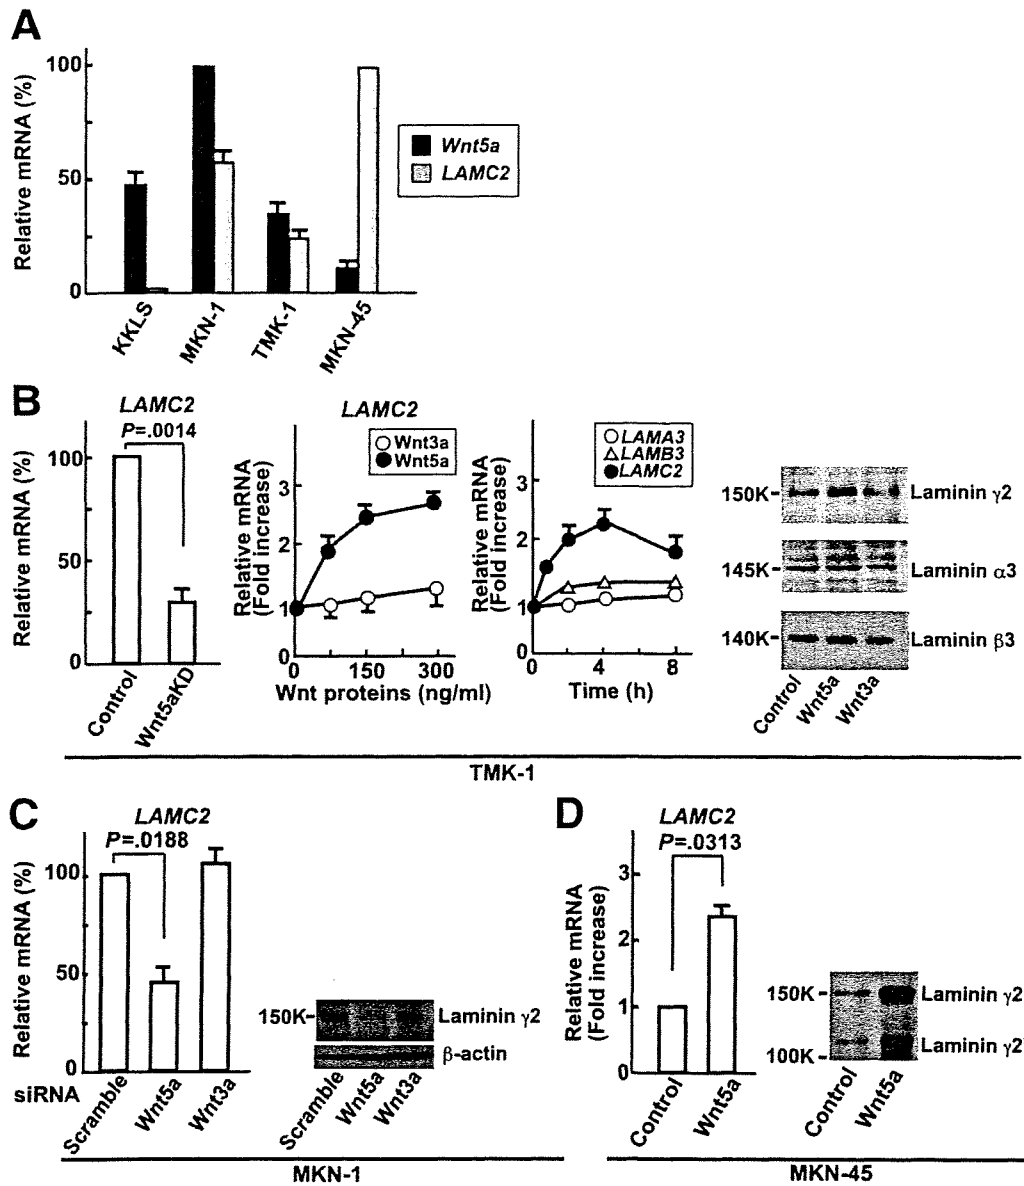 A
Relative mRNA (%)
100
50
0
Wnt5a
LAMC2
KKLS
MKN-1
TMK-1
MKN-45
B
LAMC2
P=.0014
Relative mRNA (%)
100
50
0
Control
Wnt5aKD
LAMC2
Wnt3a
Wnt5a
Relative mRNA
(Fold increase)
3
2
1
0
0 150 300
Wnt proteins (ng/ml)
LAMA3
LAMB3
LAMC2
Relative mRNA
(Fold increase)
3
2
1
0
0 4 8
Time (h)
150K- Laminin γ2
145K- Laminin α3
140K- Laminin β3
Control
Wnt5a
Wnt3a
TMK-1
C
LAMC2
P=.0188
Relative mRNA (%)
100
50
0
siRNA
Scramble
Wnt5a
Wnt3a
150K- Laminin γ2
β-actin
Scramble
Wnt5a
Wnt3a
MKN-1
D
LAMC2
P=.0313
Relative mRNA
(Fold increase)
3
2
1
0
Control
Wnt5a
150K- Laminin γ2
100K- Laminin γ2'
Control
Wnt5a
MKN-45